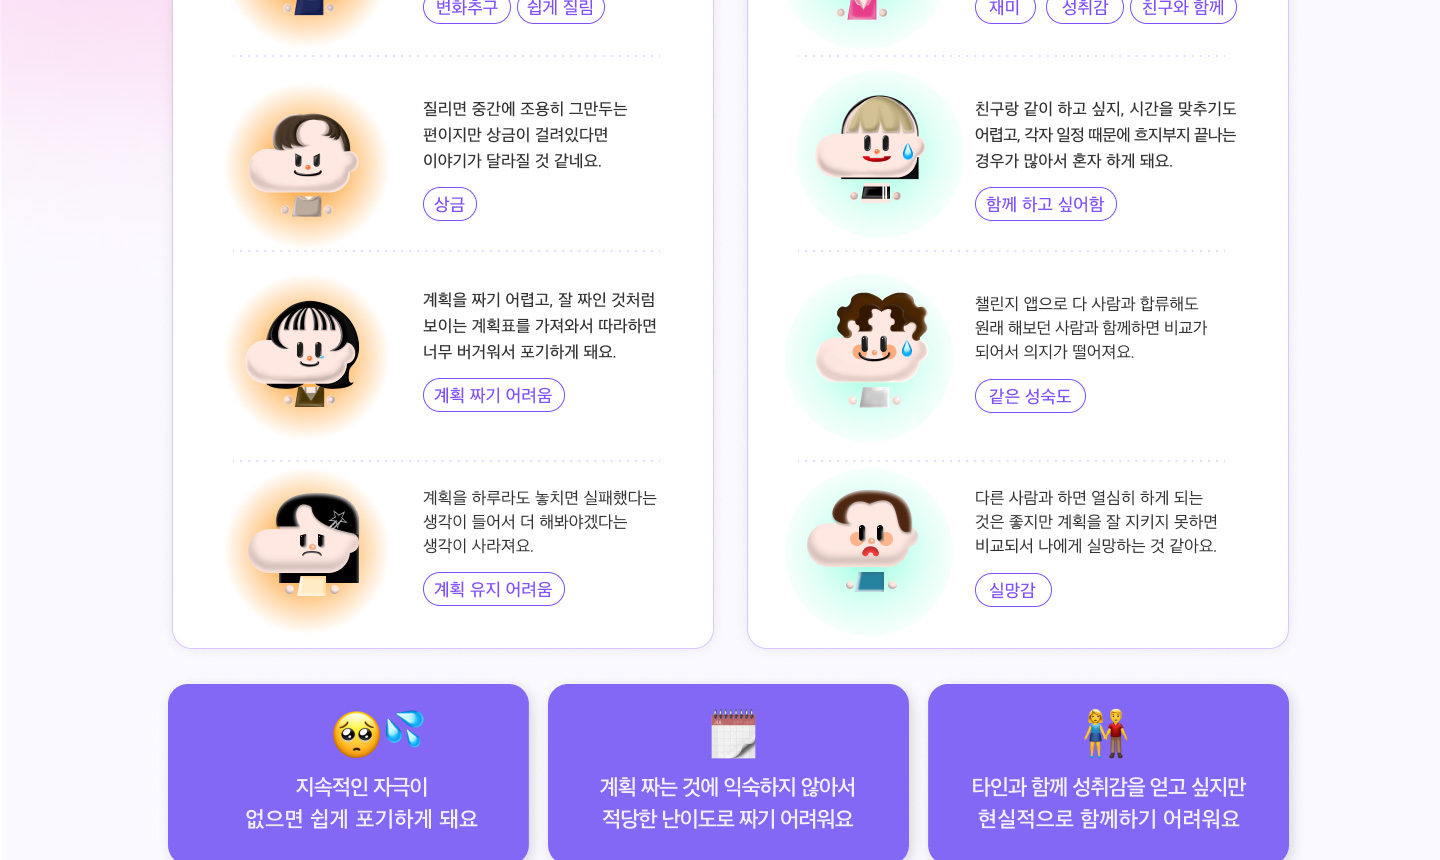 변화추구
쉽게 질림
질리면 중간에 조용히 그만두는
편이지만 상금이 걸려있다면
이야기가 달라질 것 같네요.
상금
계획을 짜기 어렵고, 잘 짜인 것처럼
보이는 계획표를 가져와서 따라하면
너무 버거워서 포기하게 돼요.
계획 짜기 어려움
계획을 하루라도 놓치면 실패했다는
생각이 들어서 더 해봐야겠다는
생각이 사라져요.
계획 유지 어려움
재미
성취감
친구와 함께
친구랑 같이 하고 싶지, 시간을 맞추기도
어렵고, 각자 일정 때문에 흐지부지 끝나는
경우가 많아서 혼자 하게 돼요.
함께 하고 싶어함
챌린지 앱으로 다 사람과 합류해도
원래 해보던 사람과 함께하면 비교가
되어서 의지가 떨어져요.
같은 성숙도
다른 사람과 하면 열심히 하게 되는
것은 좋지만 계획을 잘 지키지 못하면
비교되서 나에게 실망하는 것 같아요.
실망감
지속적인 자극이
없으면 쉽게 포기하게 돼요
계획 짜는 것에 익숙하지 않아서
적당한 난이도로 짜기 어려워요
타인과 함께 성취감을 얻고 싶지만
현실적으로 함께하기 어려워요